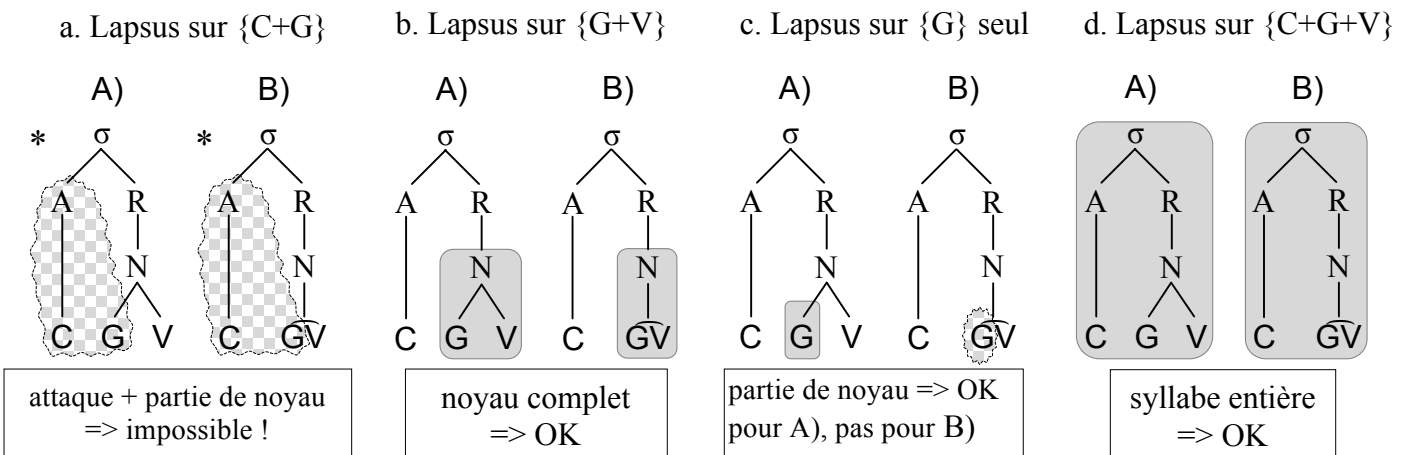 a. Lapsus sur {C+G}
b. Lapsus sur {G+V}
c. Lapsus sur {G} seul
d. Lapsus sur {C+G+V}
A) B) A) B) A) B) A) B)
* σ * σ σ σ σ σ σ σ
A R A R A R A R A R A R A R A R
N N N N N N N N
C G V C GV C G V C GV C G V C GV C G V C GV
attaque + partie de noyau
=> impossible !
noyau complet
=> OK
partie de noyau => OK
pour A), pas pour B)
syllabe entière
=> OK